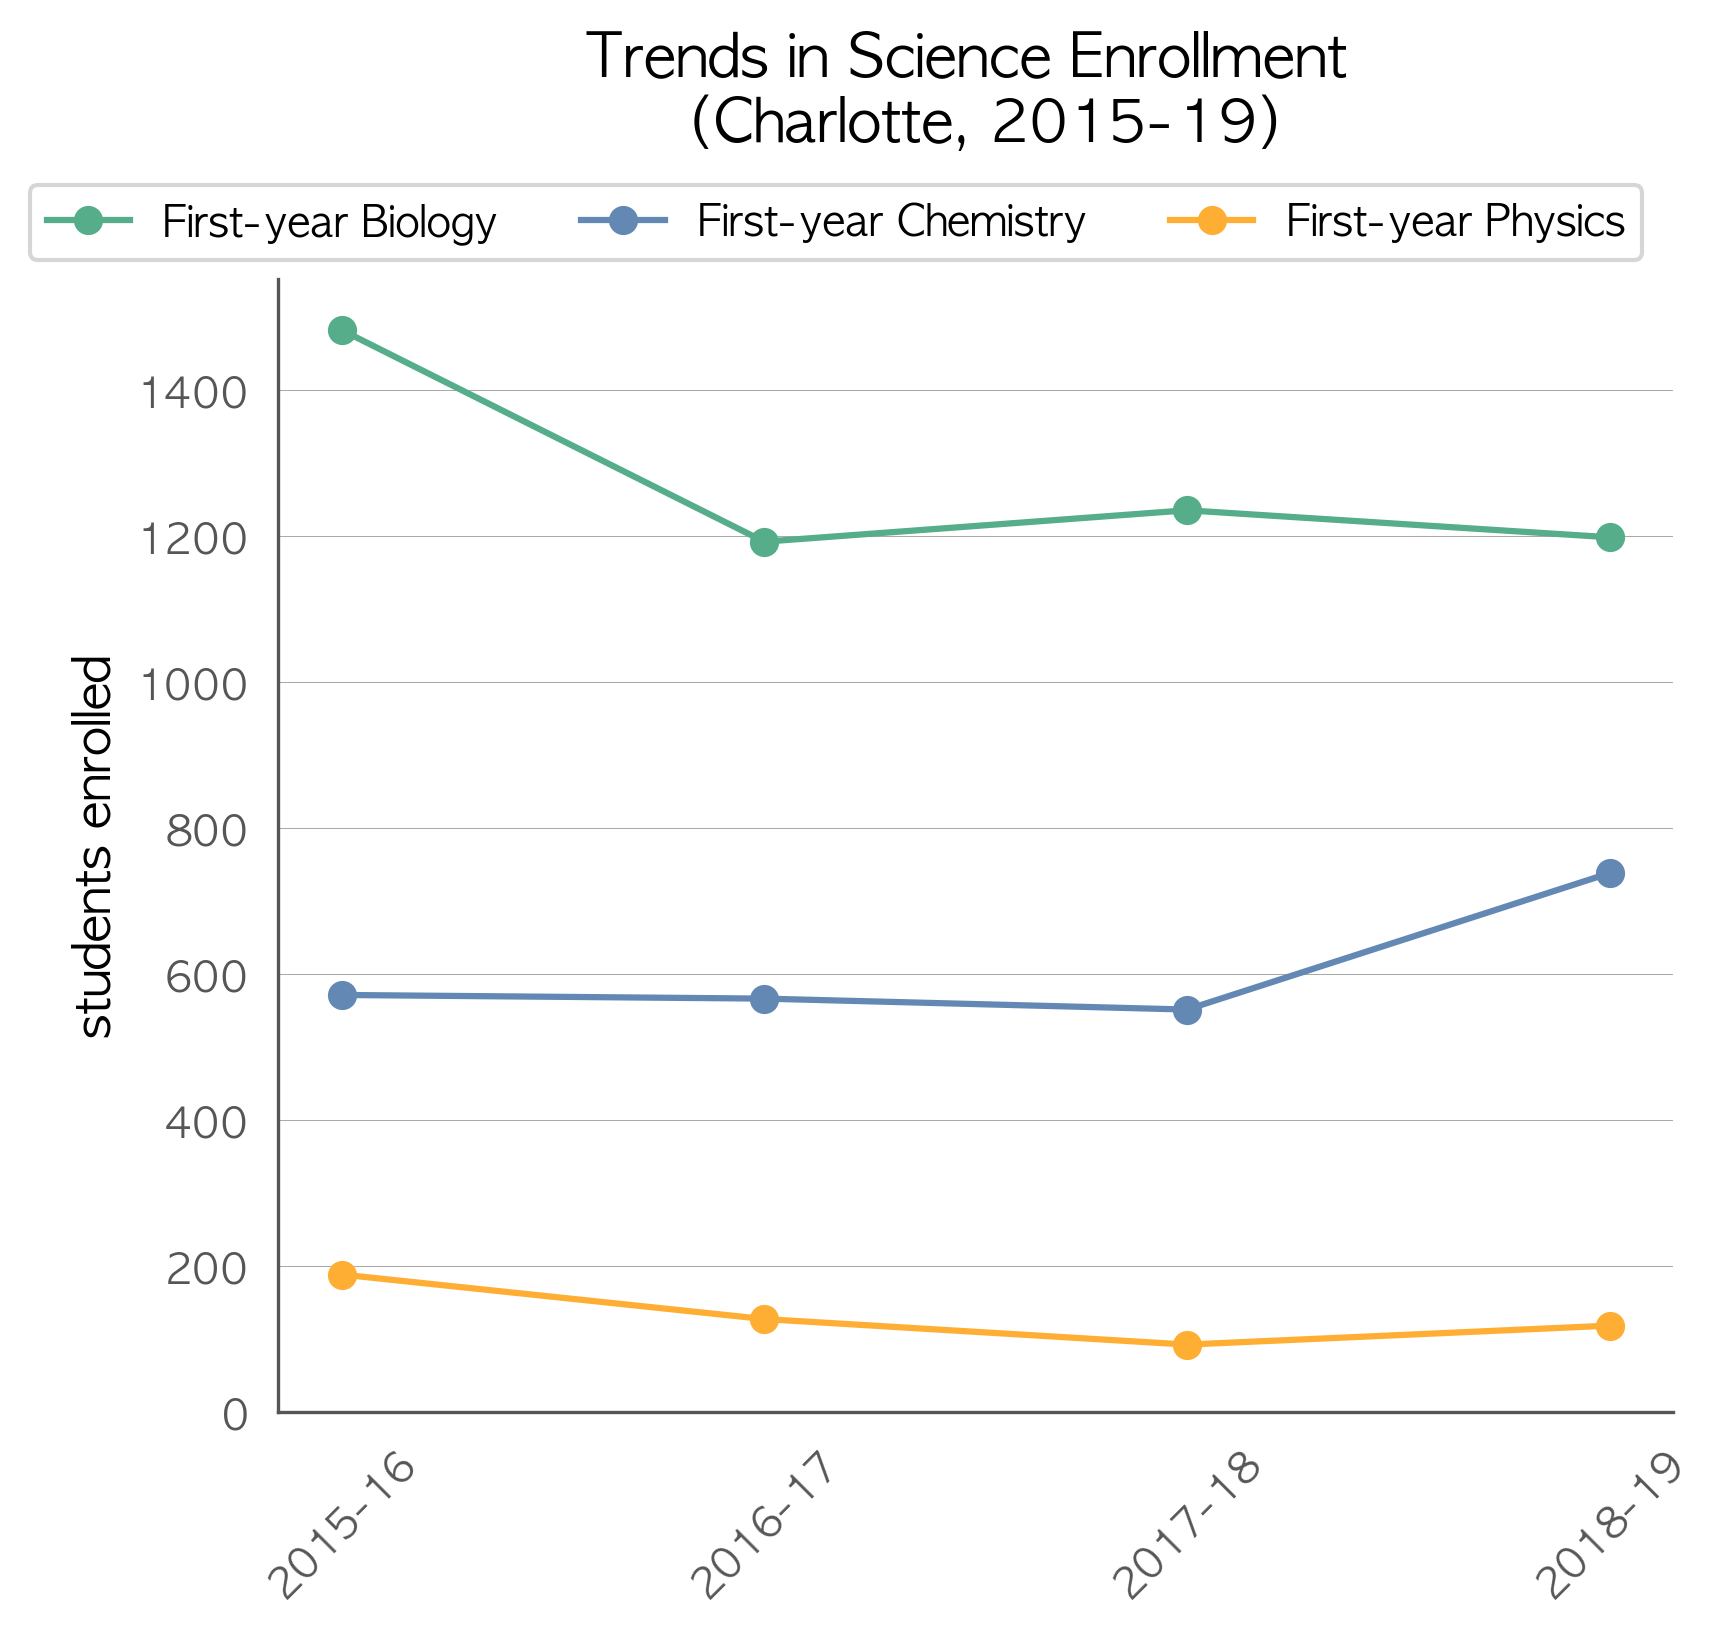 Trends in Science Enrollment
(Charlotte, 2015-19)
First-year Biology
First-year Chemistry
First-year Physics
students enrolled
1400
1200
1000
800
600
400
200
0
2015-16
2016-17
2017-18
2018-19